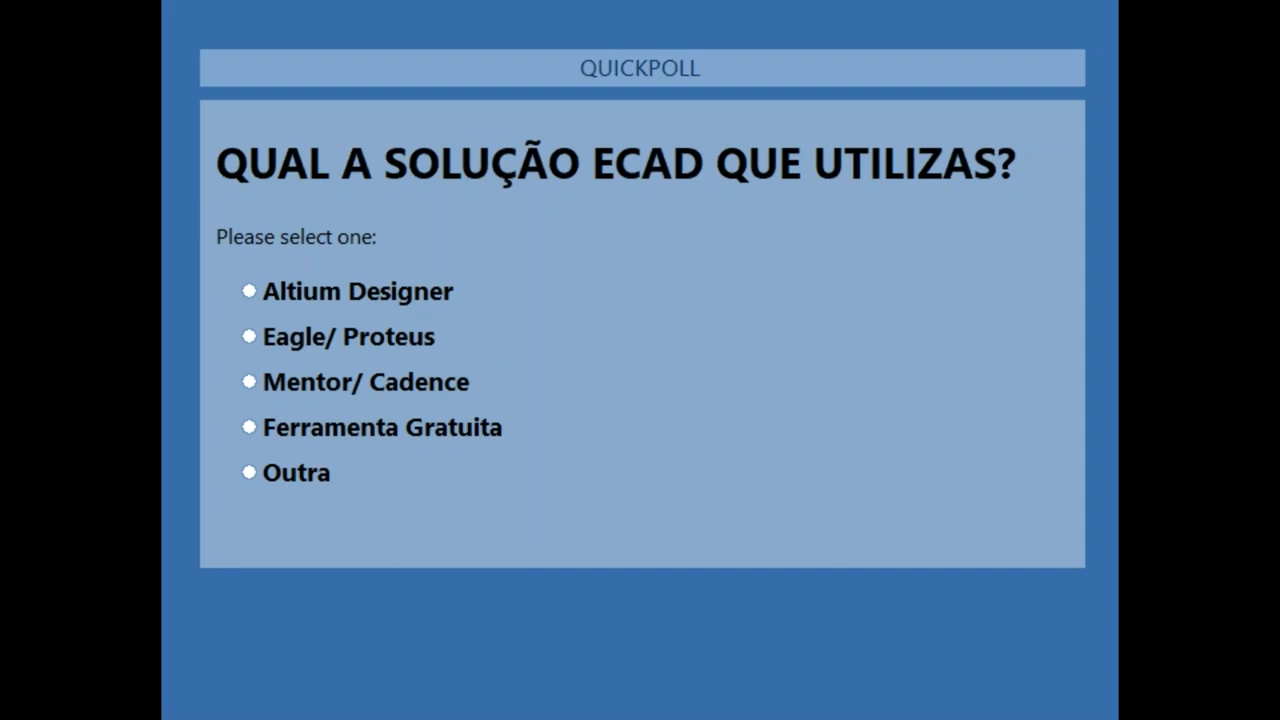 QUICKPOLL
QUAL A SOLUÇÃO ECAD QUE UTILIZAS?
Please select one:
Altium Designer
Eagle/ Proteus
Mentor/ Cadence
Ferramenta Gratuita
Outra